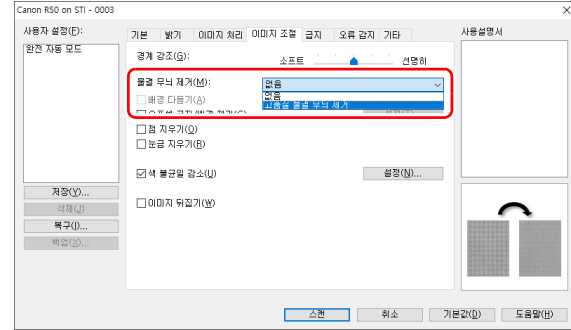 Canon R50 on STI - 0003
사용자 설정(F):
완전 자동 모드
저장(Y)...
삭제(J)
복구(I)...
백업(X)...
기본 밝기 이미지 처리 이미지 조절 급지 오류 감지 기타
경계 강조(G):
소프트 선명히
물결 무늬 제거(M):
없음
없음
고품질 물결 무늬 제거
배경 다듬기(A)
점 지우기(O)
눈금 지우기(R)
색 불균일 감소(U)
설정(N)...
이미지 뒤집기(W)
사용설명서
스캔 취소 기본값(D) 도움말(H)